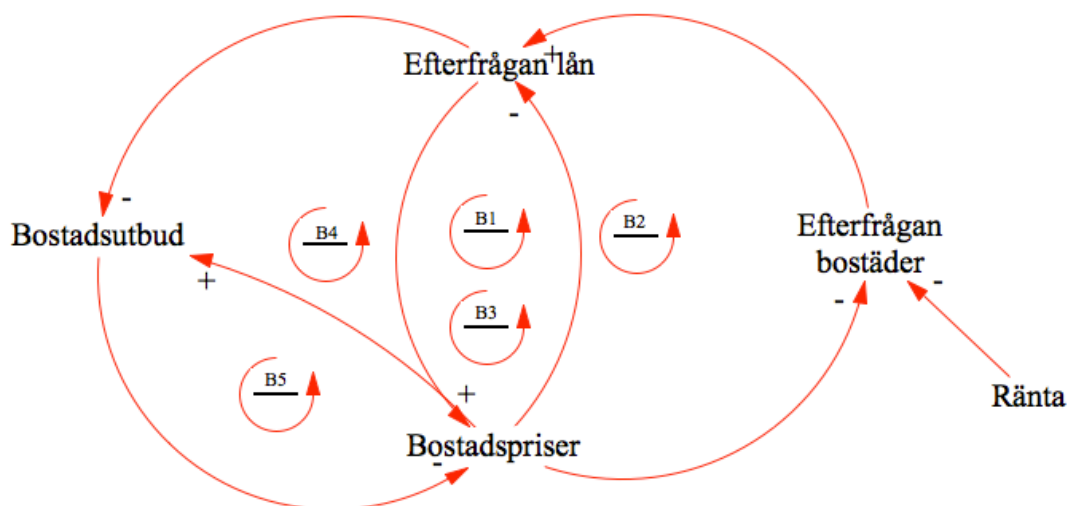 Efterfrågan lån
+
-
-
Bostadsutbud
+
B4
B1
B2
Efterfrågan
bostäder
-
-
B3
B5
+
Ränta
Bostadspriser
-